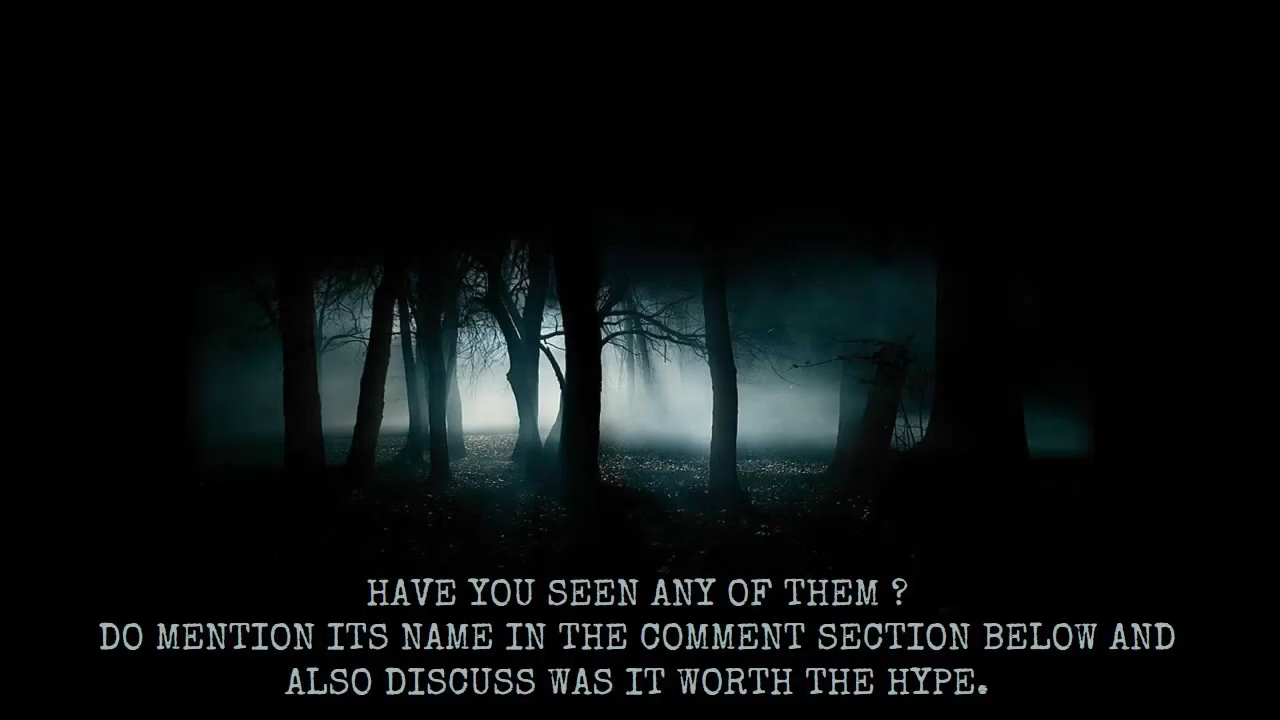 HAVE YOU SEEN ANY OF THEM ?
DO MENTION ITS NAME IN THE COMMENT SECTION BELOW AND
ALSO DISCUSS WAS IT WORTH THE HYPE.